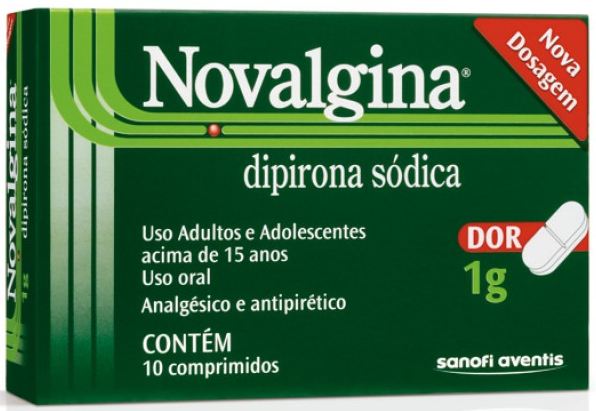 Novalgina®
dipirona sódica
1g
Nova
Dosagem
Novalgina®
dipirona sódica
Uso Adultos e Adolescentes
acima de 15 anos
Uso oral
Analgésico e antipirético
CONTÉM
10 comprimidos
DOR
1g
sanofi aventis